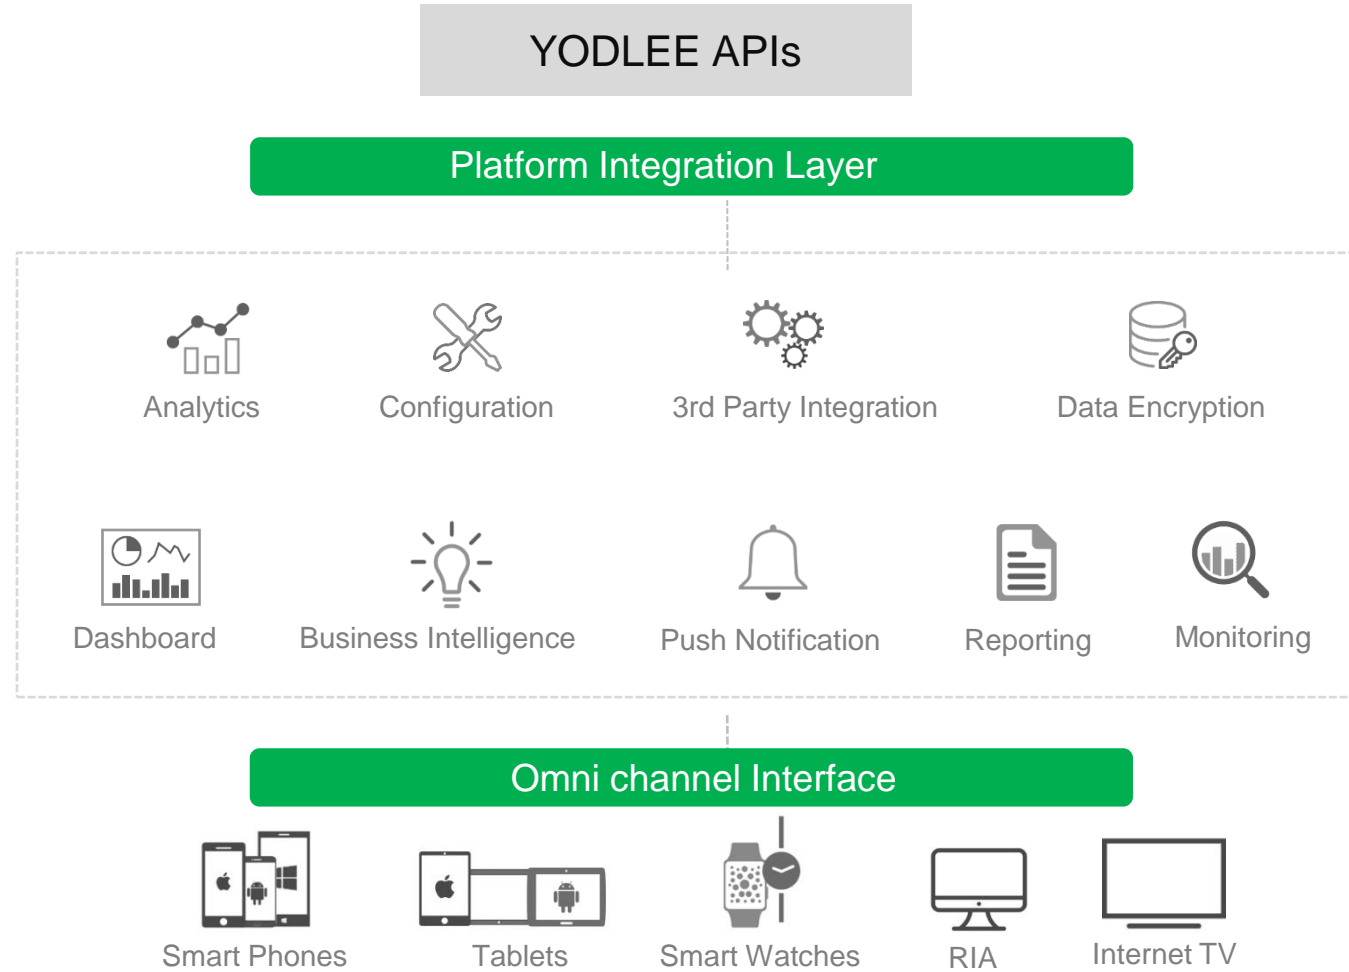 YODLEE APIs
Platform Integration Layer
Analytics
Configuration
3rd Party Integration
Data Encryption
Dashboard
Business Intelligence
Push Notification
Reporting
Monitoring
Omni channel Interface
Smart Phones
Tablets
Smart Watches
RIA
Internet TV